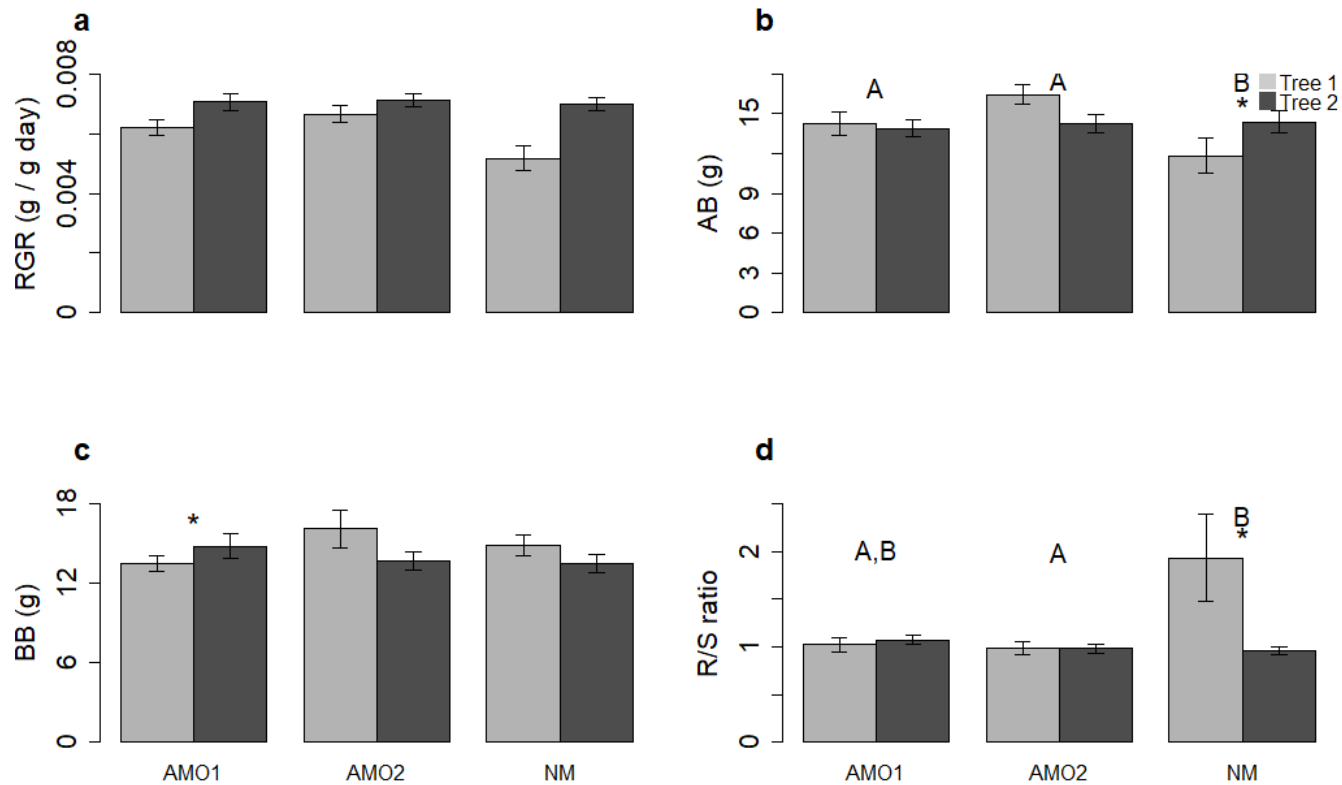 a
RGR (g / g day)
0.008
0.004
0
b
AB (g)
15
9
6
3
0
A
A
B
*
Tree 1
Tree 2
c
BB (g)
18
12
6
0
*
AMO1
AMO2
NM
d
R/S ratio
2
1
0
A,B
A
B
*
AMO1
AMO2
NM